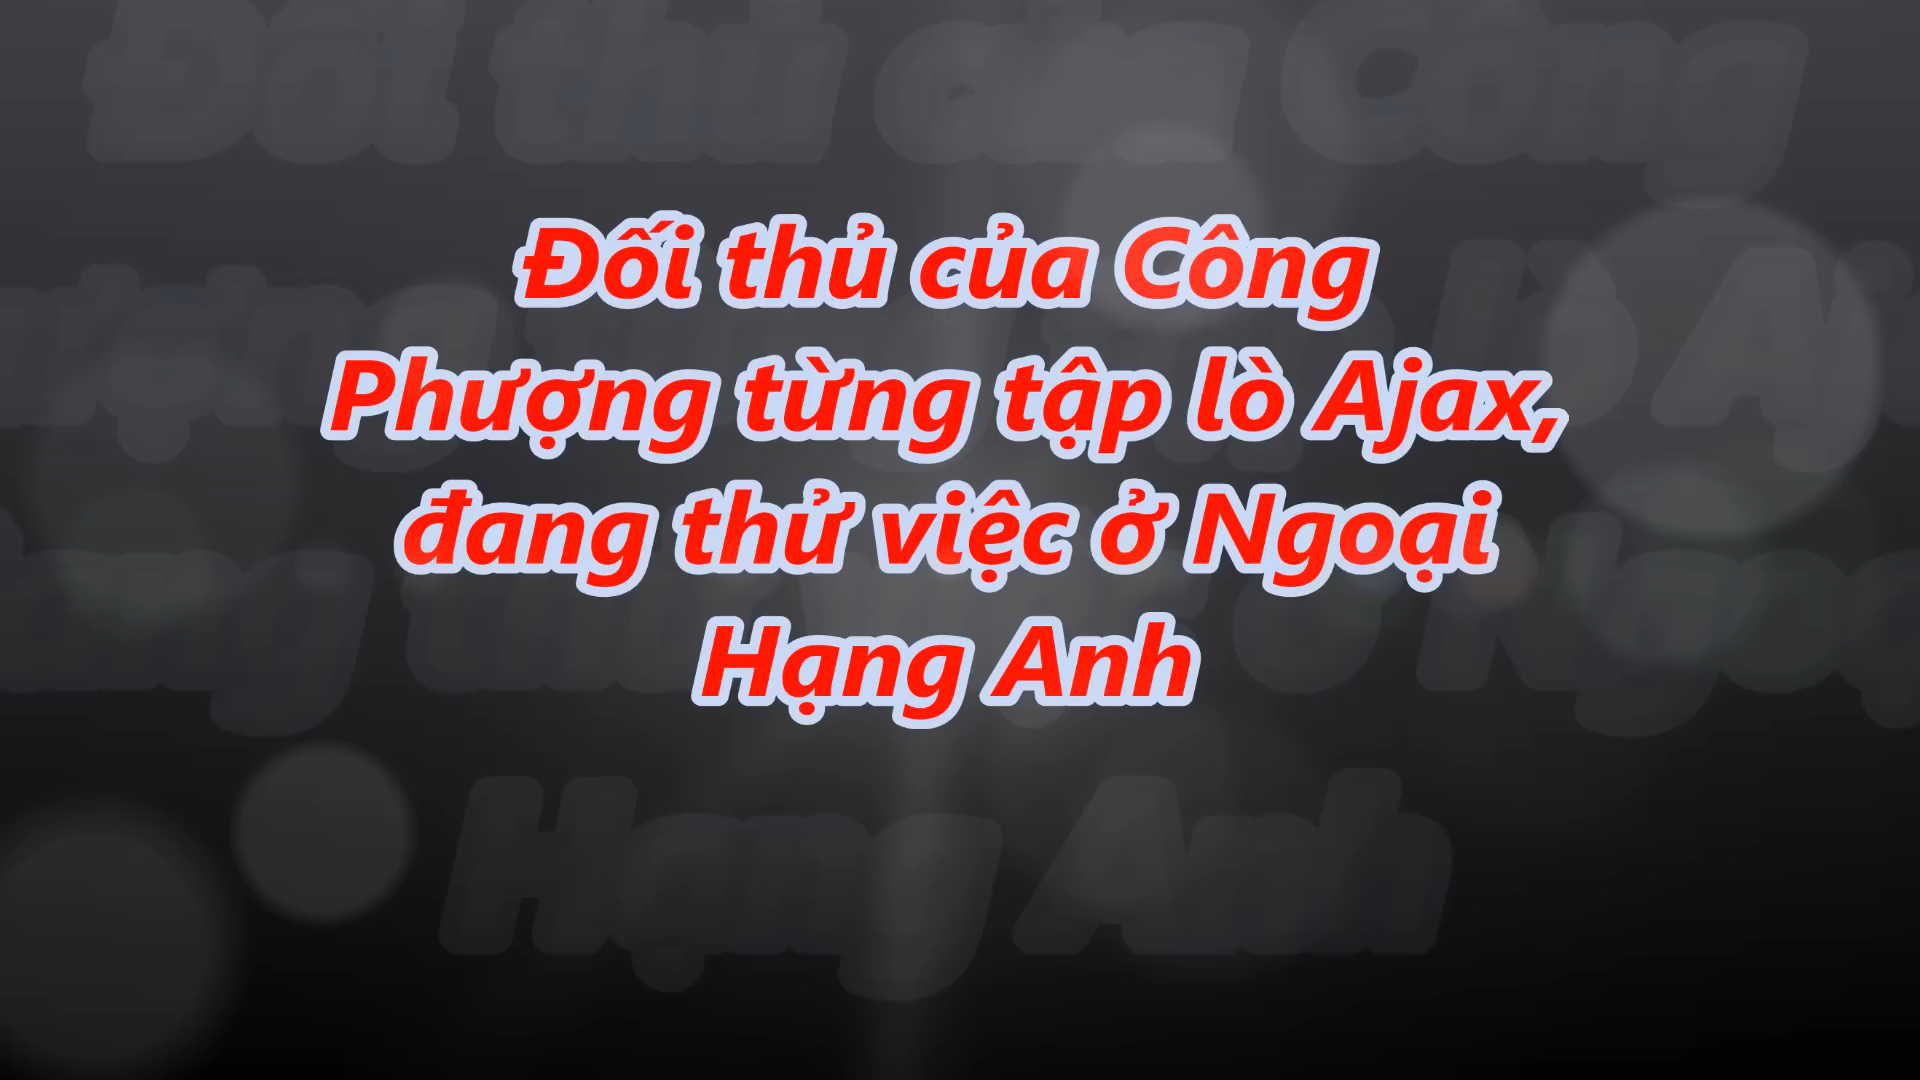 Đối thủ của Công
Phượng từng tập lò Ajax,
đang thử việc ở Ngoại
Hạng Anh